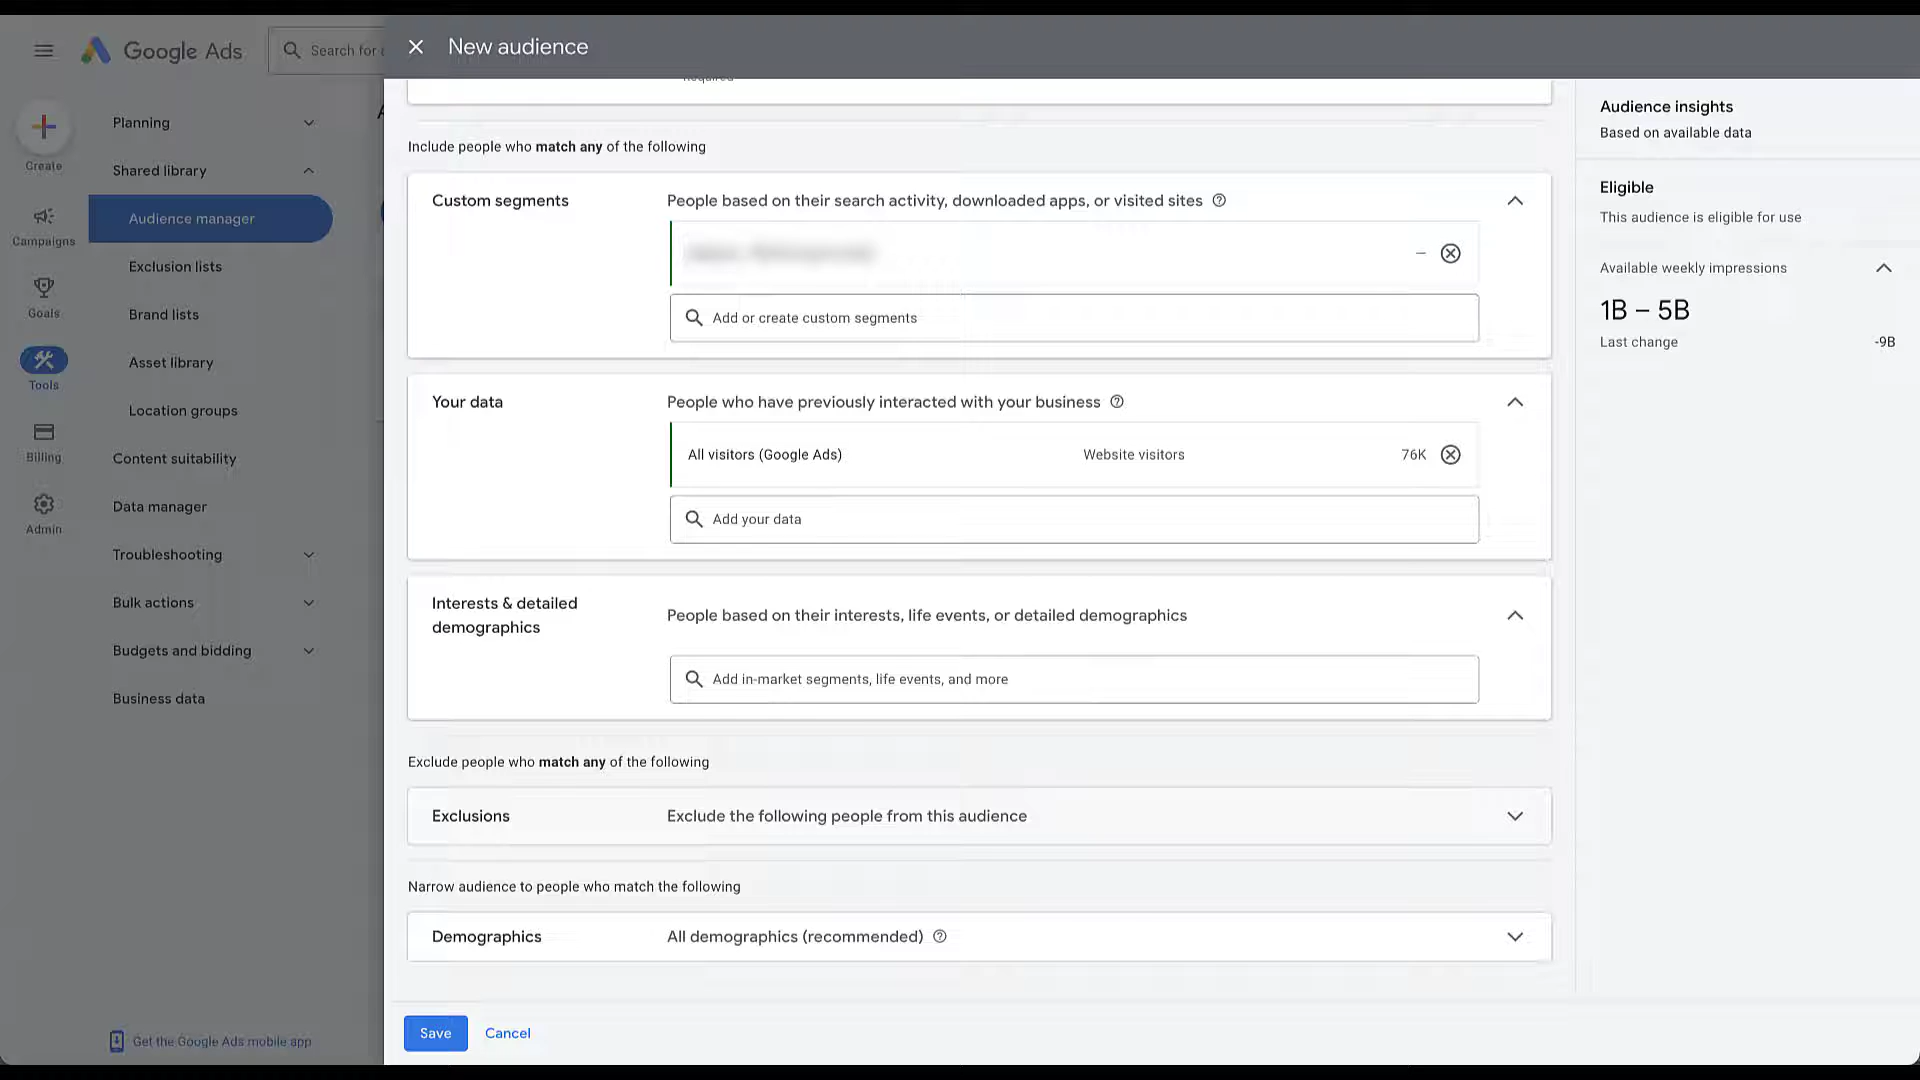 Google Ads
Search for
New audience
Create
Campaigns
Goals
Tools
Billing
Admin
Planning
Shared library
Audience manager
Exclusion lists
Brand lists
Asset library
Location groups
Content suitability
Data manager
Troubleshooting
Bulk actions
Budgets and bidding
Business data
Get the Google Ads mobile app
Required
Include people who match any of the following
Custom segments
People based on their search activity, downloaded apps, or visited sites
–
Add or create custom segments
Your data
People who have previously interacted with your business
All visitors (Google Ads) Website visitors 76K
Add your data
Interests & detailed
demographics
People based on their interests, life events, or detailed demographics
Add in-market segments, life events, and more
Exclude people who match any of the following
Exclusions Exclude the following people from this audience
Narrow audience to people who match the following
Demographics All demographics (recommended)
Save Cancel
Audience insights
Based on available data
Eligible
This audience is eligible for use
Available weekly impressions
1B – 5B
Last change -9B